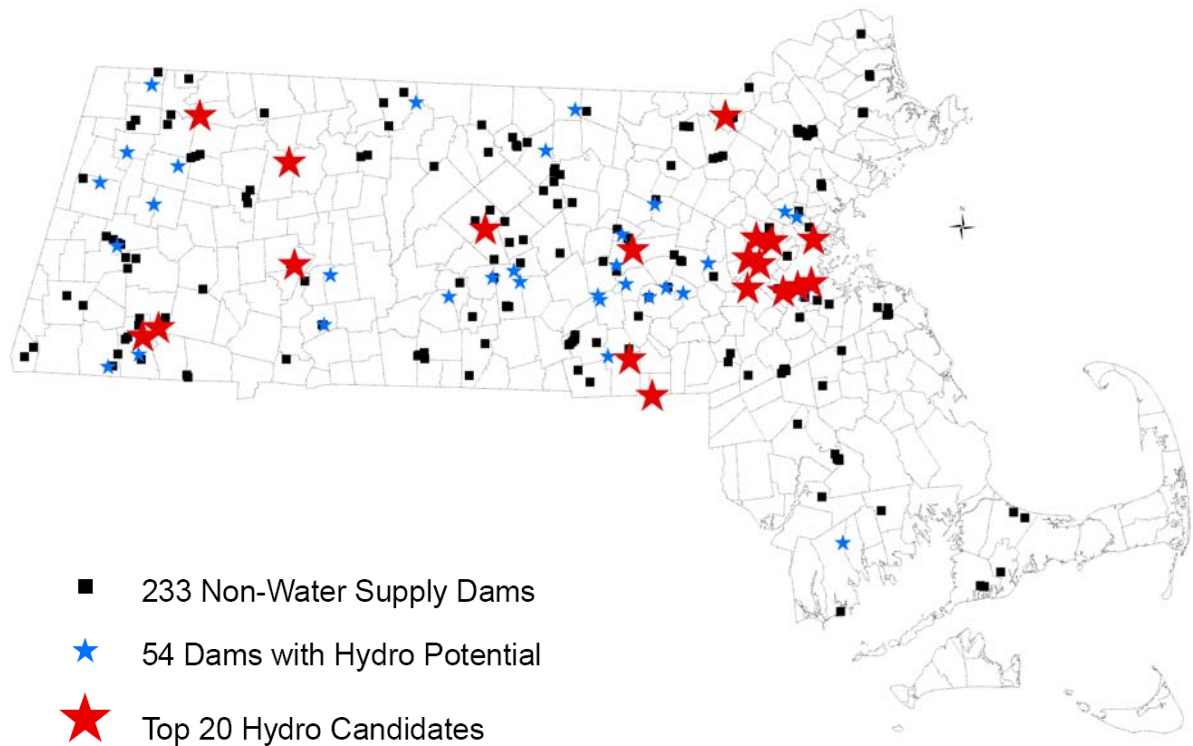 233 Non-Water Supply Dams
54 Dams with Hydro Potential
Top 20 Hydro Candidates